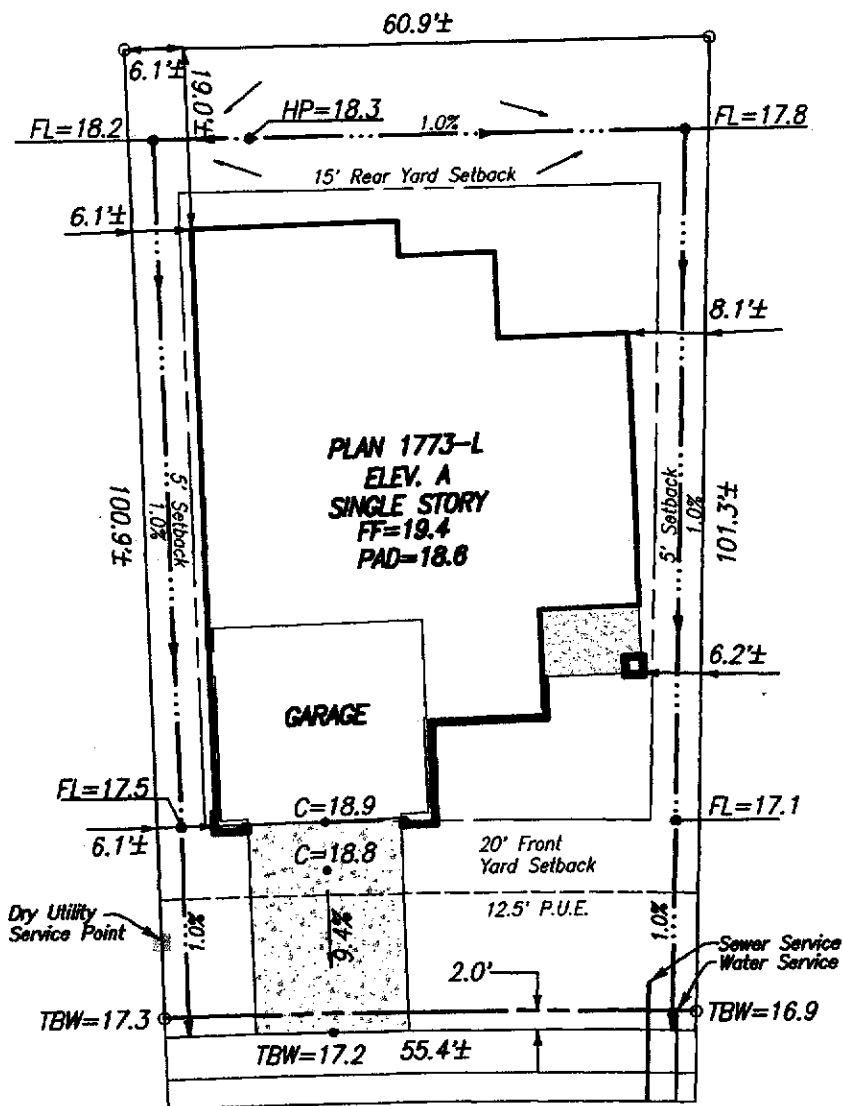 60.9'±
6.1'±
19.0'±
HP=18.3
1.0%
FL=18.2
FL=17.8
15' Rear Yard Setback
6.1'±
8.1'±
PLAN 1773-L
ELEV. A
SINGLE STORY
FF=19.4
PAD=18.6
100.9'±
1.0%
5' Setback
5' Setback
1.0%
101.3'±
6.2'±
GARAGE
FL=17.5
C=18.9
FL=17.1
6.1'±
C=18.8
20' Front
Yard Setback
12.5' P.U.E.
Dry Utility
Service Point
1.0%
9.4%
1.0%
Sewer Service
Water Service
2.0'
TBW=17.3
TBW=16.9
TBW=17.2
55.4'±